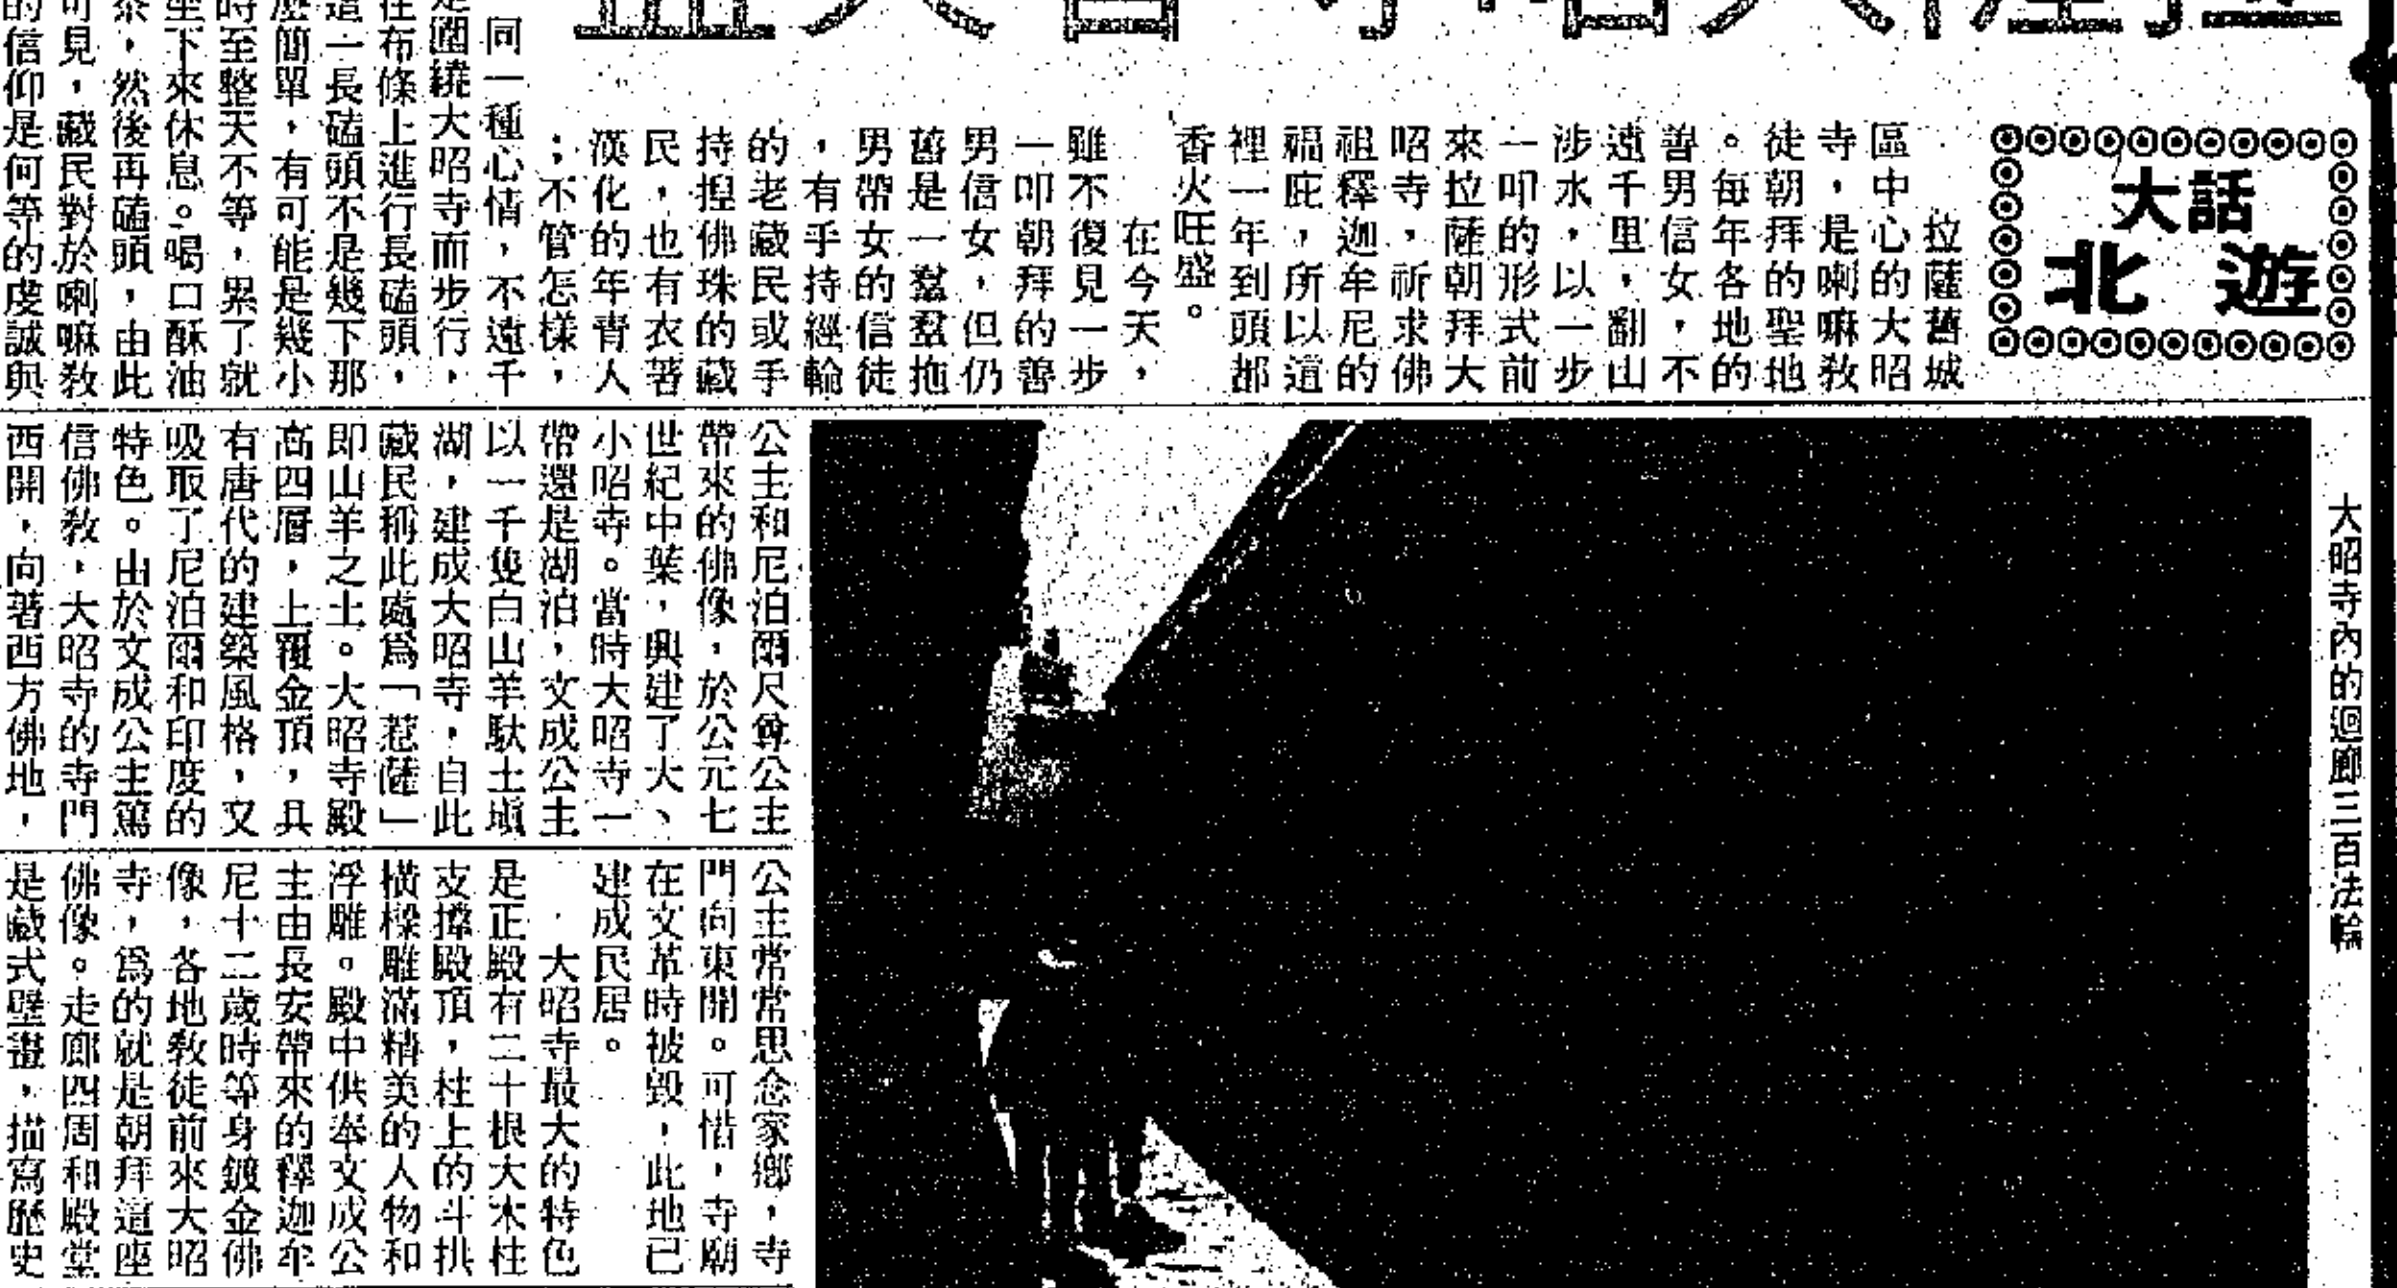 大話
北遊
拉薩舊城
區中心的大昭
寺，是喇嘛教
徒朝拜的聖地
。每年各地的
善男信女，不
遠千里，翻山
涉水，以一步
一叩的形式前
來拉薩朝拜大
昭寺，祈求佛
祖釋迦牟尼的
福庇，所以這
裡一年到頭都
香火旺盛。
在今天，
雖不復見一步
一叩朝拜的善
男信女，但仍
舊是一羣羣拖
男帶女的信徒
，有手持經輪
的老藏民或手
持揑佛珠的藏
民，也有衣著
漢化的年青人
；不管怎樣，
同一種心情，不遠千
圍繞大昭寺而步行，
在布條上進行長磕頭，
這一長磕頭不是幾下那
麼簡單，有可能是幾小
時至整天不等，累了就
坐下來休息。喝口酥油
茶，然後再磕頭，由此
可見，藏民對於喇嘛教
的信仰是何等的虔誠與
大昭寺內的迴廊三百法輪
公主和尼泊爾尺尊公主
帶來的佛像，於公元七
世紀中葉，興建了大、
小昭寺。當時大昭寺一
帶還是湖泊，文成公主
以一千隻白山羊馱土塡
湖，建成大昭寺，自此
藏民稱此處爲「惹薩」
即山羊之土。大昭寺殿
高四層，上覆金頂，具
有唐代的建築風格，又
吸取了尼泊爾和印度的
特色。由於文成公主篤
信佛教，大昭寺的寺門
西開，向著西方佛地，
公主常常思念家鄉，寺
門向東開。可惜，寺廟
在文革時被毀，此地已
建成民居。
大昭寺最大的特色
是正殿有二十根大木柱
支撐殿頂，柱上的斗拱
橫樑雕滿精美的人物和
浮雕。殿中供奉文成公
主由長安帶來的釋迦牟
尼十二歲時等身鍍金佛
像，各地教徒前來大昭
寺，爲的就是朝拜這座
佛像。走廊四周和殿堂
是藏式壁畫，描寫歷史